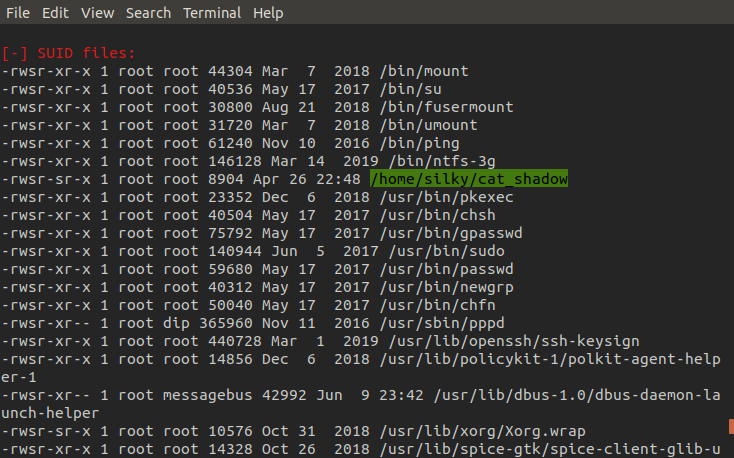 File Edit View Search Terminal Help
[-] SUID files:
-rwsr-xr-x 1 root root 44304 Mar  7  2018 /bin/mount
-rwsr-xr-x 1 root root 40536 May 17  2017 /bin/su
-rwsr-xr-x 1 root root 30800 Aug 21  2018 /bin/fusermount
-rwsr-xr-x 1 root root 31720 Mar  7  2018 /bin/umount
-rwsr-xr-x 1 root root 61240 Nov 10  2016 /bin/ping
-rwsr-xr-x 1 root root 146128 Mar 14  2019 /bin/ntfs-3g
-rwsr-sr-x 1 root root 8904 Apr 26 22:48 /home/silky/cat_shadow
-rwsr-xr-x 1 root root 23352 Dec  6  2018 /usr/bin/pkexec
-rwsr-xr-x 1 root root 40504 May 17  2017 /usr/bin/chsh
-rwsr-xr-x 1 root root 75792 May 17  2017 /usr/bin/gpasswd
-rwsr-xr-x 1 root root 140944 Jun  5  2017 /usr/bin/sudo
-rwsr-xr-x 1 root root 59680 May 17  2017 /usr/bin/passwd
-rwsr-xr-x 1 root root 40312 May 17  2017 /usr/bin/newgrp
-rwsr-xr-x 1 root root 50040 May 17  2017 /usr/bin/chfn
-rwsr-xr-- 1 root dip 365960 Nov 11  2016 /usr/sbin/pppd
-rwsr-xr-x 1 root root 440728 Mar  1  2019 /usr/lib/openssh/ssh-keysign
-rwsr-xr-x 1 root root 14856 Dec  6  2018 /usr/lib/policykit-1/polkit-agent-help
er-1
-rwsr-xr-- 1 root messagebus 42992 Jun  9 23:42 /usr/lib/dbus-1.0/dbus-daemon-la
unch-helper
-rwsr-sr-x 1 root root 10576 Oct 31  2018 /usr/lib/xorg/Xorg.wrap
-rwsr-xr-x 1 root root 14328 Oct 26  2018 /usr/lib/spice-gtk/spice-client-glib-u